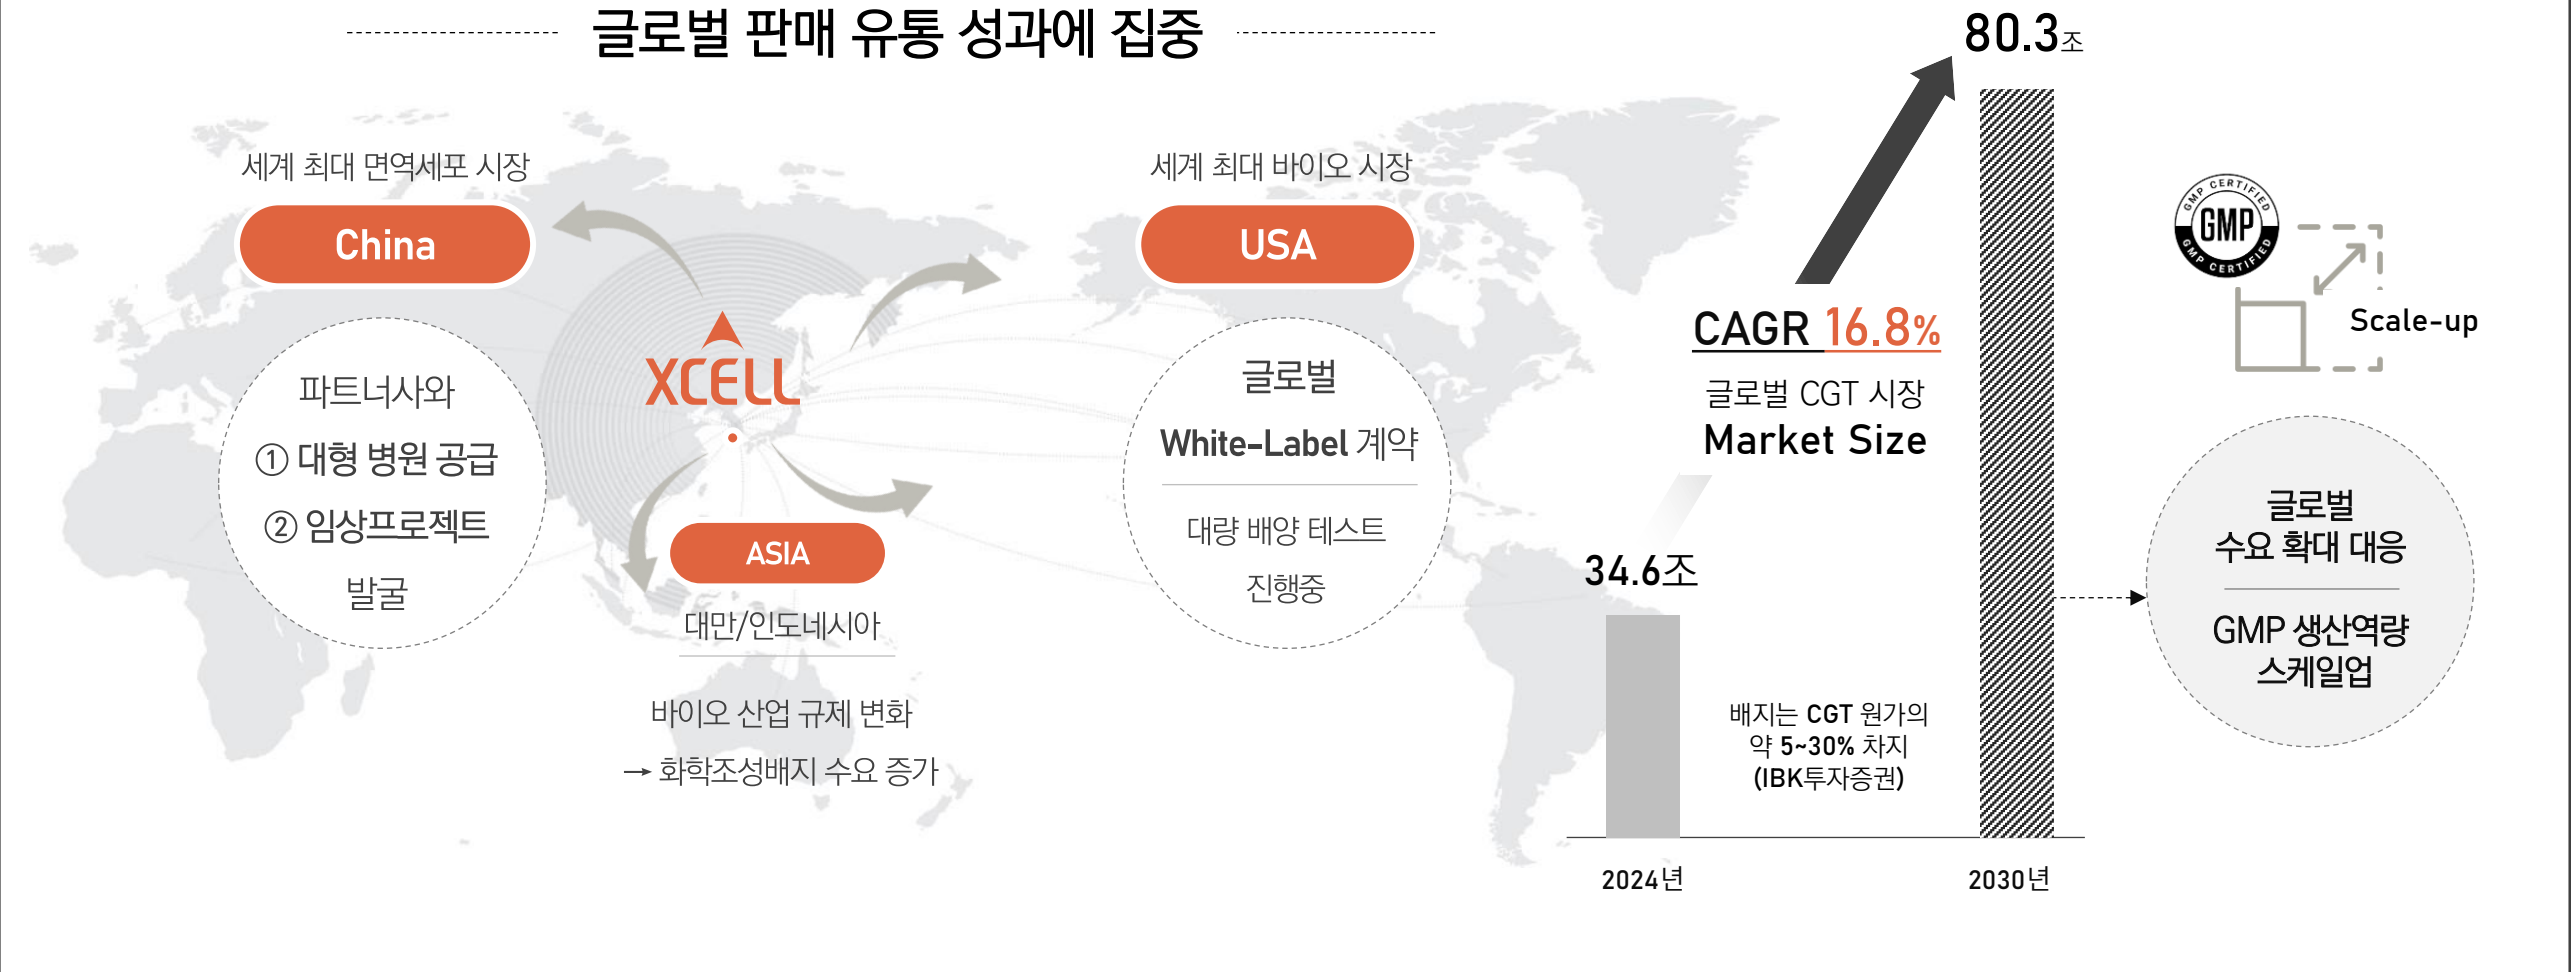 글로벌 판매 유통 성과에 집중
세계 최대 면역세포 시장
China
파트너사와
① 대형 병원 공급
② 임상프로젝트
발굴
XCELL
ASIA
대만/인도네시아
바이오 산업 규제 변화
→ 화학조성배지 수요 증가
세계 최대 바이오 시장
USA
글로벌
White-Label 계약
대량 배양 테스트
진행중
80.3조
CAGR 16.8%
글로벌 CGT 시장
Market Size
34.6조
배지는 CGT 원가의
약 5~30% 차지
(IBK투자증권)
2024년
2030년
GMP CERTIFIED
GMP
GMP CERTIFIED
Scale-up
글로벌
수요 확대 대응
GMP 생산역량
스케일업